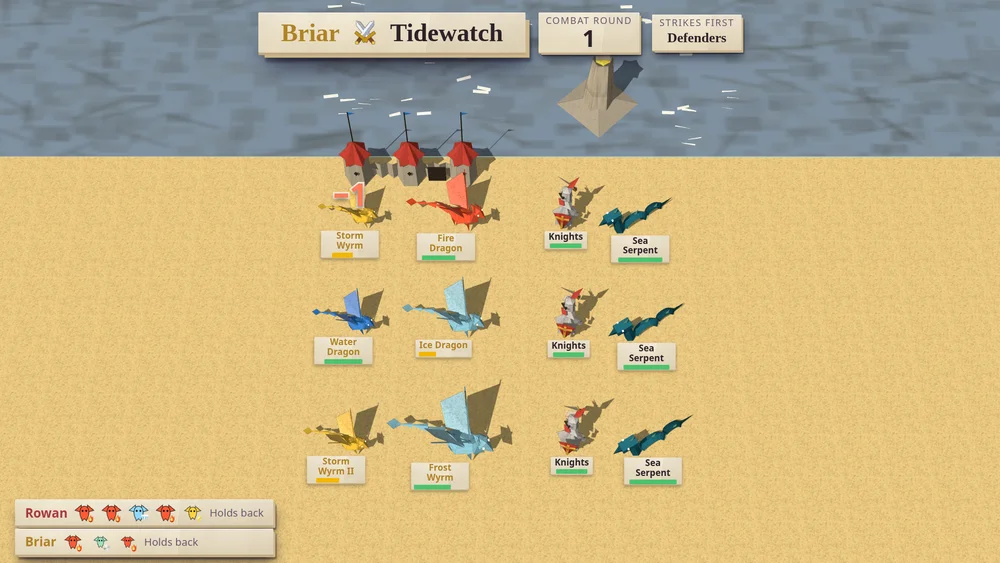 Briar Tidewatch
COMBAT ROUND
1
STRIKES FIRST
Defenders
-1
Storm
Wyrm
Fire
Dragon
Knights
Sea
Serpent
Water
Dragon
Ice Dragon
Knights
Sea
Serpent
Storm
Wyrm II
Frost
Wyrm
Knights
Sea
Serpent
Rowan Holds back
Briar Holds back